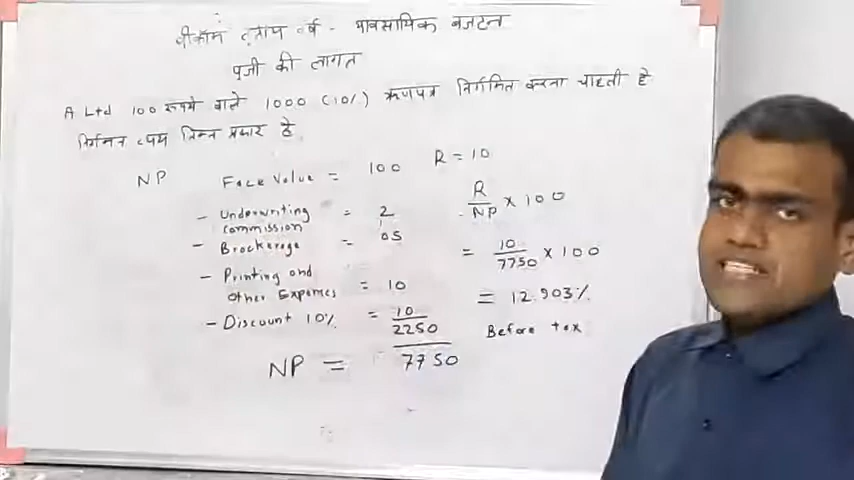 बीकॉम तृतीय वर्ष - व्यावसायिक बजटन
पूजी की लागत
A Ltd 100 रूपये वाले 1000 (10%) ऋणपत्र निर्गमित करना चाहती है
निर्गमन व्यय निम्न प्रकार है
NP Face Value = 100 R = 10
- Underwriting commission = 2
- Brockerage = 05
- Printing and Other Expences = 10
- Discount 10% = 10
2250
NP = 7750
R/NP × 100
= 10/7750 × 100
= 12.903%
Before tax